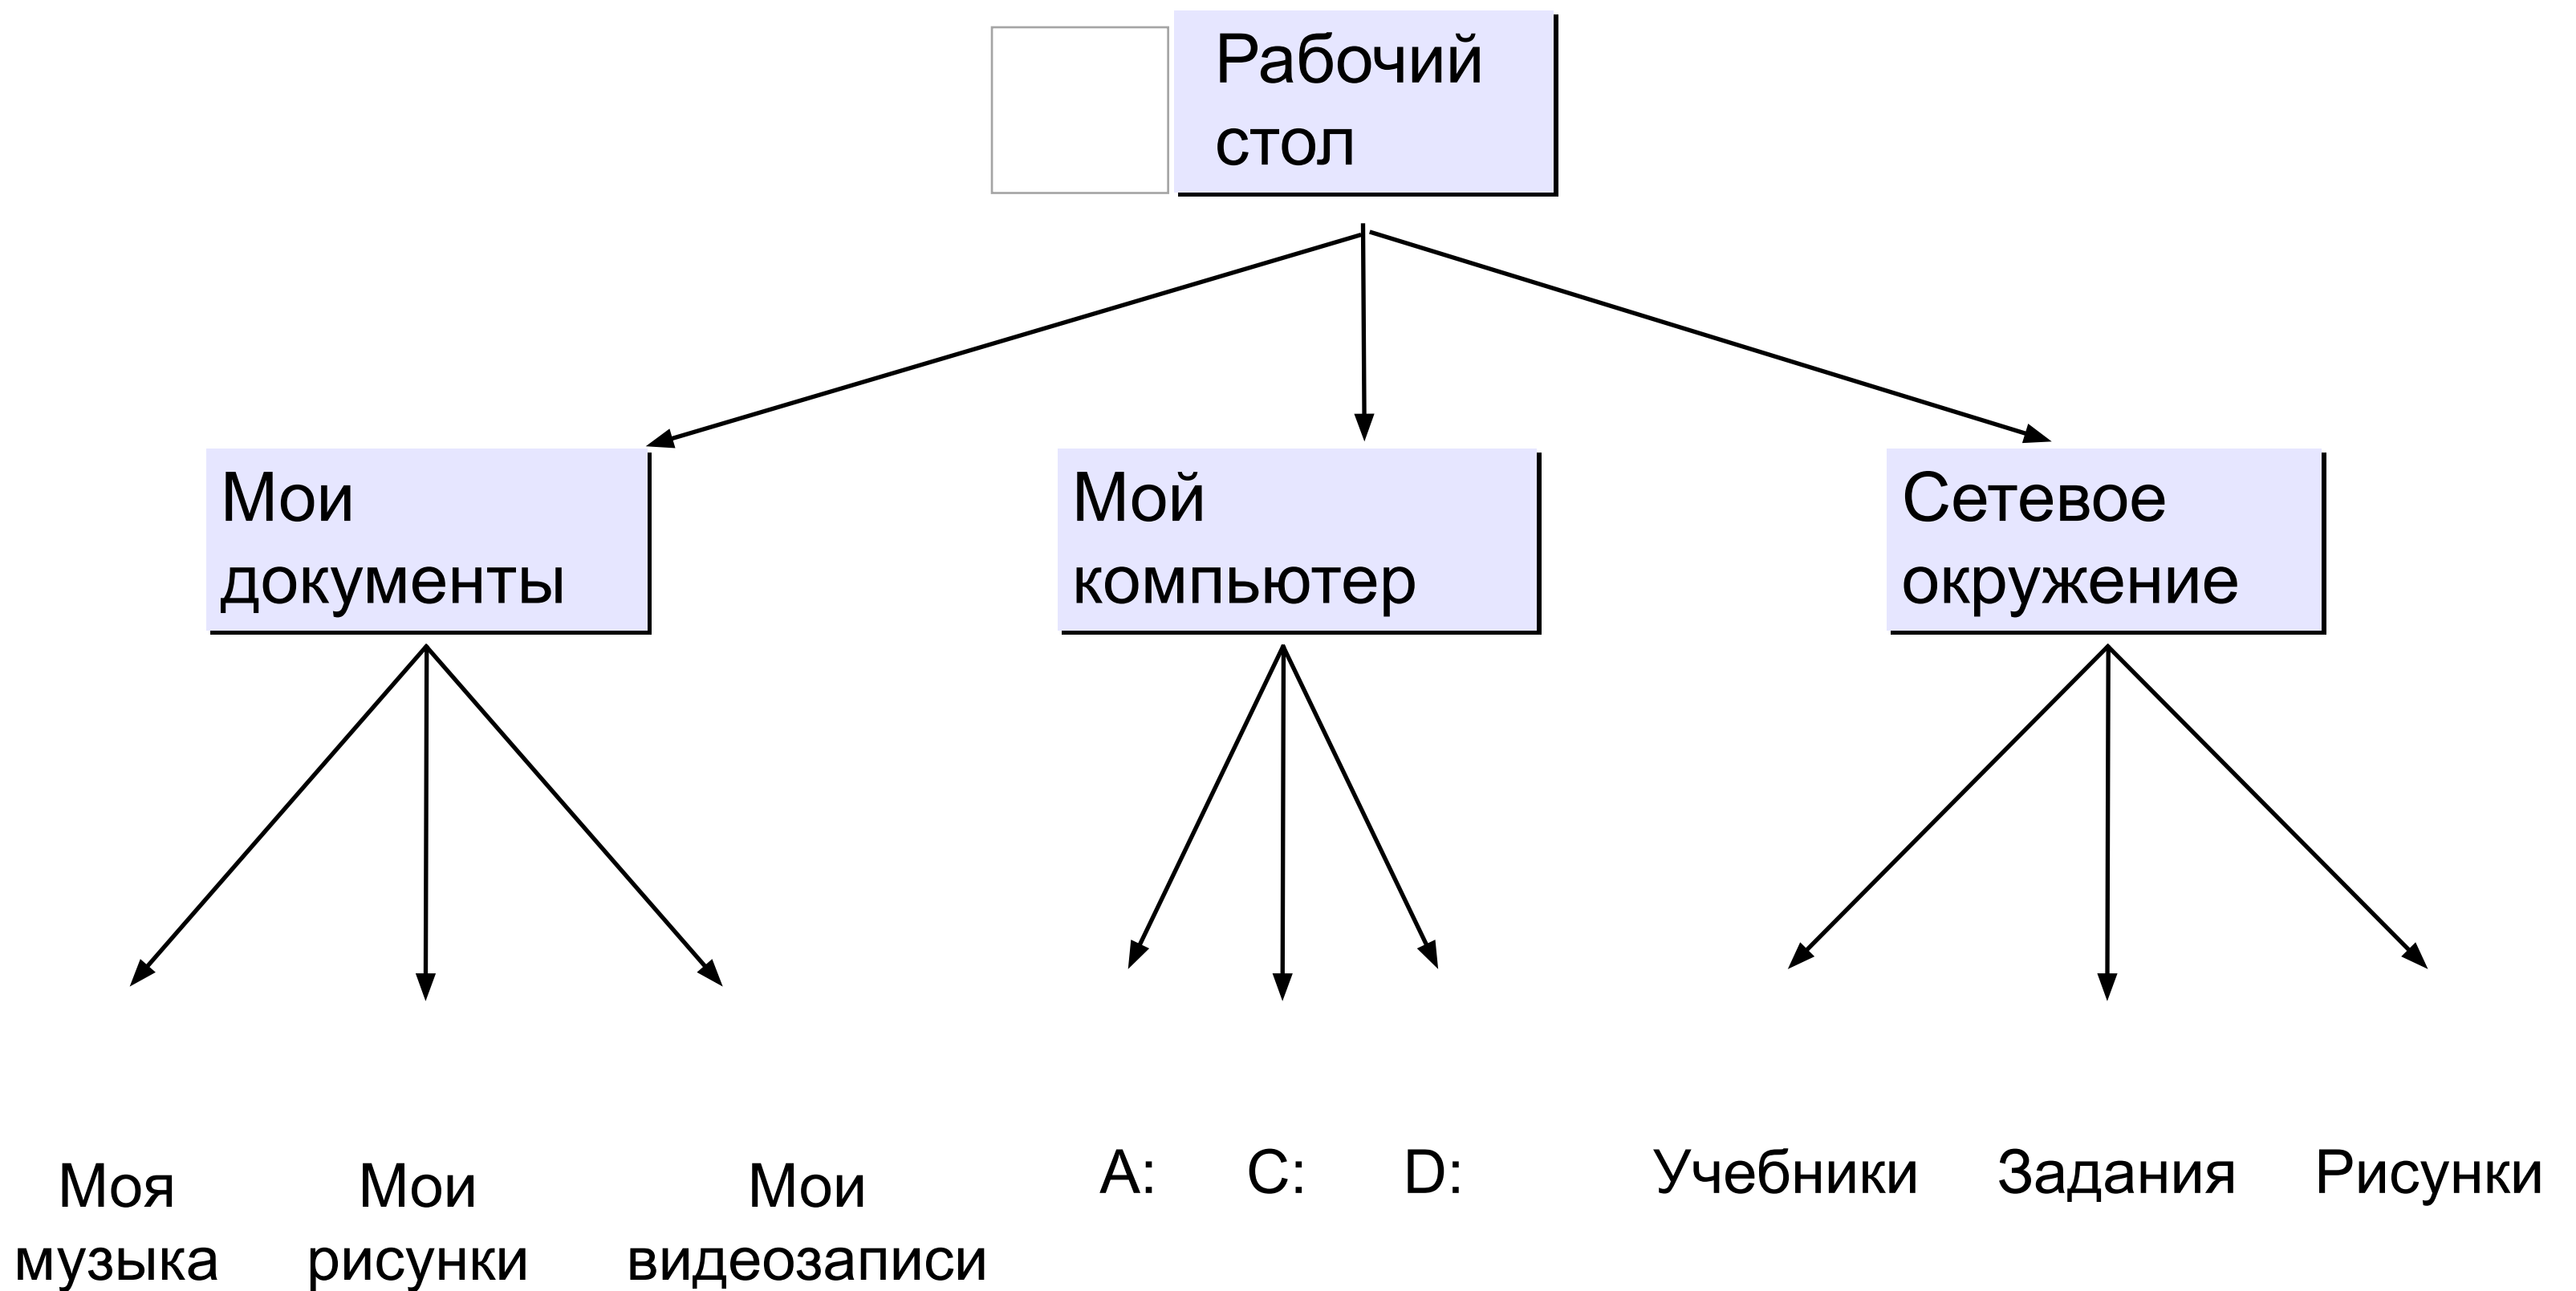 Рабочий
стол
Мои
документы
Мой
компьютер
Сетевое
окружение
Моя
музыка
Мои
рисунки
Мои
видеозаписи
A:
C:
D:
Учебники
Задания
Рисунки